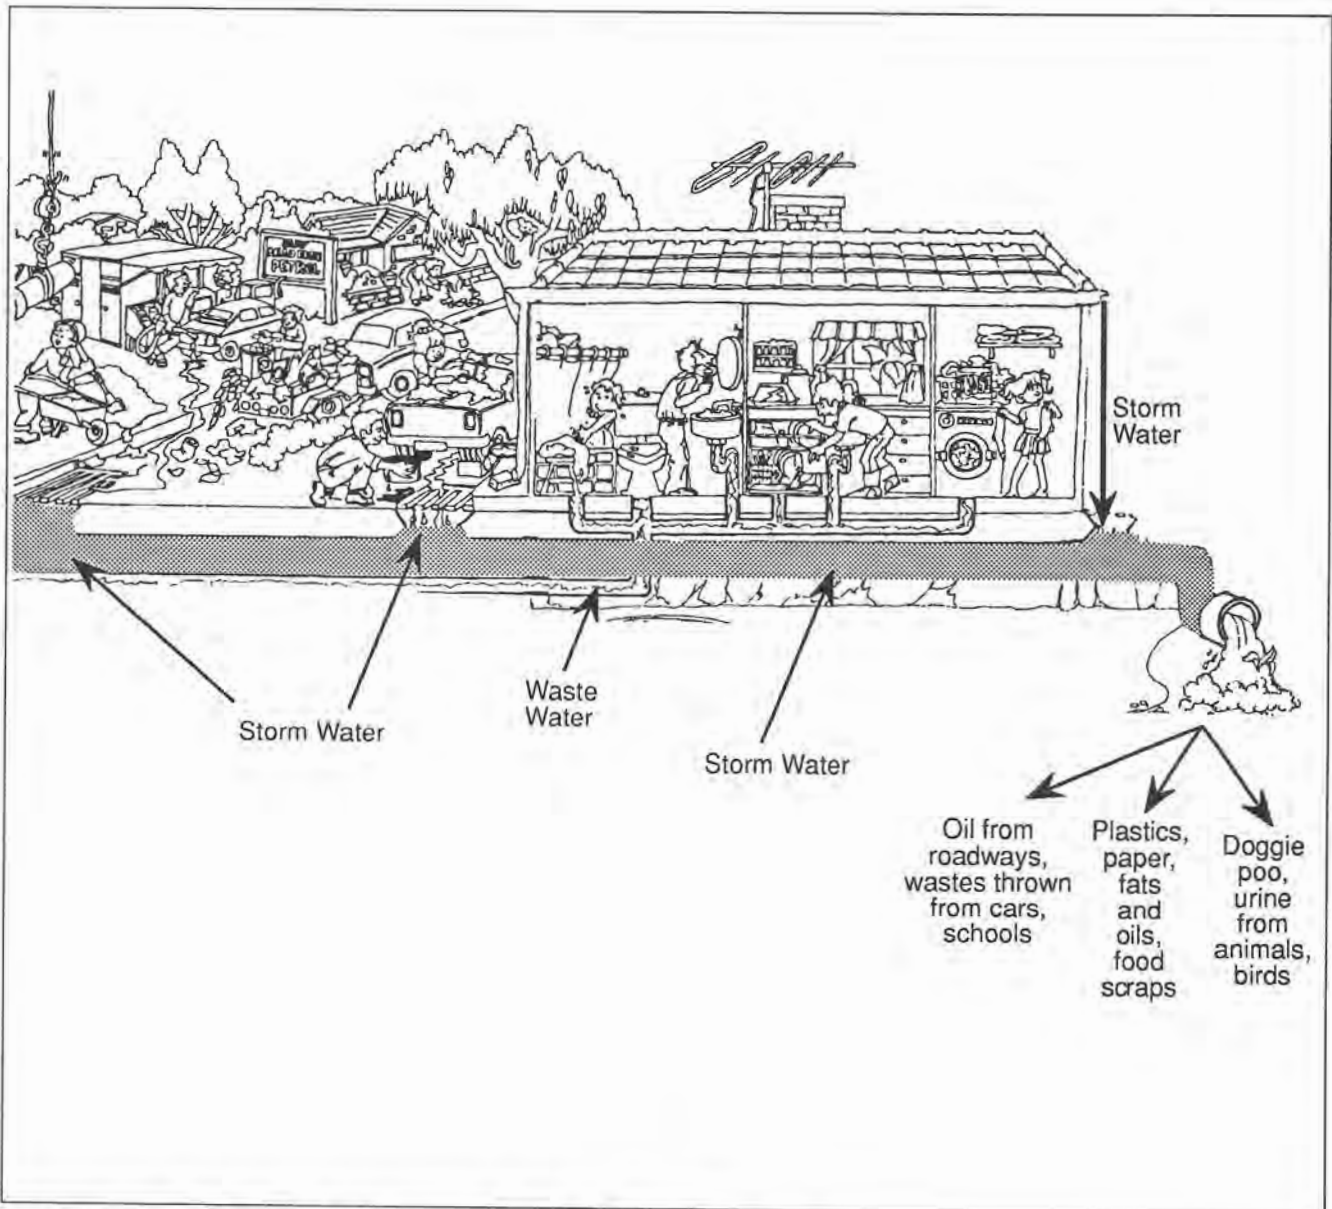 PETROL
Storm
Water
Storm Water
Waste
Water
Storm Water
Oil from
roadways,
wastes thrown
from cars,
schools
Plastics,
paper,
fats
and
oils,
food
scraps
Doggie
poo,
urine
from
animals,
birds